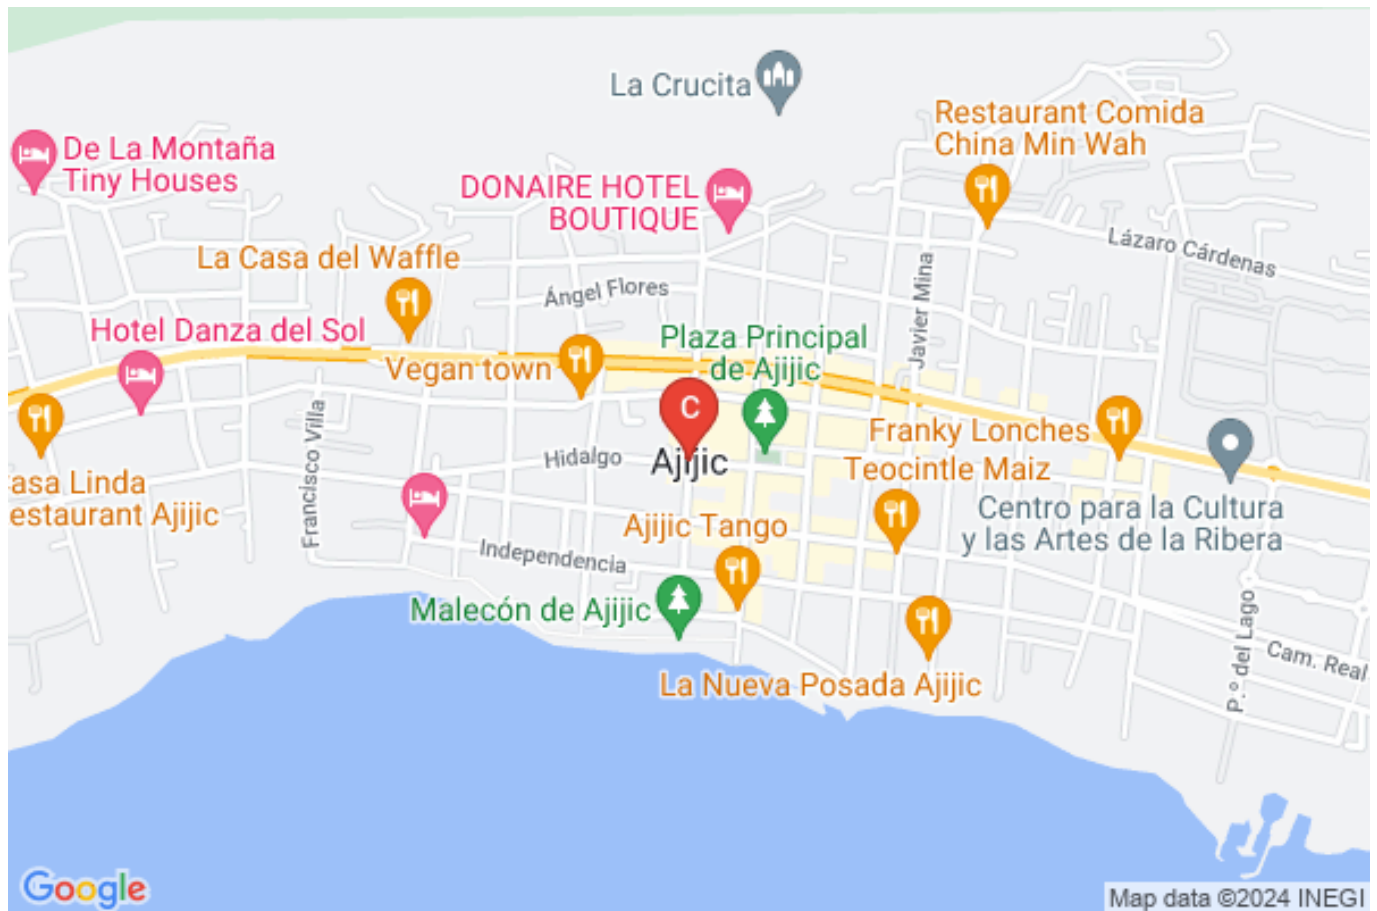 La Crucita
Restaurant Comida
China Min Wah
De La Montaña
Tiny Houses
DONAIRE HOTEL
BOUTIQUE
Lázaro Cárdenas
La Casa del Waffle
Ángel Flores
Javier Mina
Hotel Danza del Sol
Plaza Principal
de Ajijic
Vegan town
C
Francisco Villa
Hidalgo
Ajijic
Franky Lonches
Teocintle Maiz
asa Linda
estaurant Ajijic
Centro para la Cultura
y las Artes de la Ribera
Ajijic Tango
Independencia
Malecón de Ajijic
P.º del Lago
Cam. Real
La Nueva Posada Ajijic
Google
Map data ©2024 INEGI